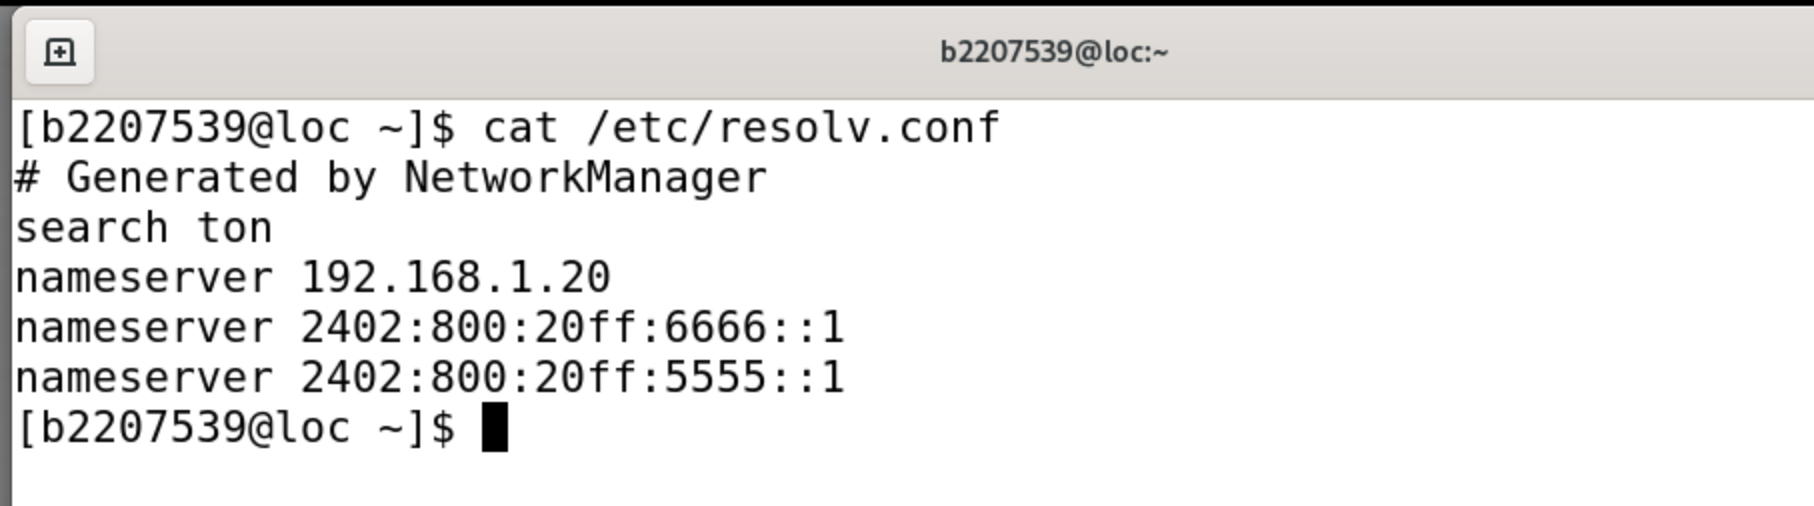 b2207539@loc:~
[b2207539@loc ~]$ cat /etc/resolv.conf
# Generated by NetworkManager
search ton
nameserver 192.168.1.20
nameserver 2402:800:20ff:6666::1
nameserver 2402:800:20ff:5555::1
[b2207539@loc ~]$